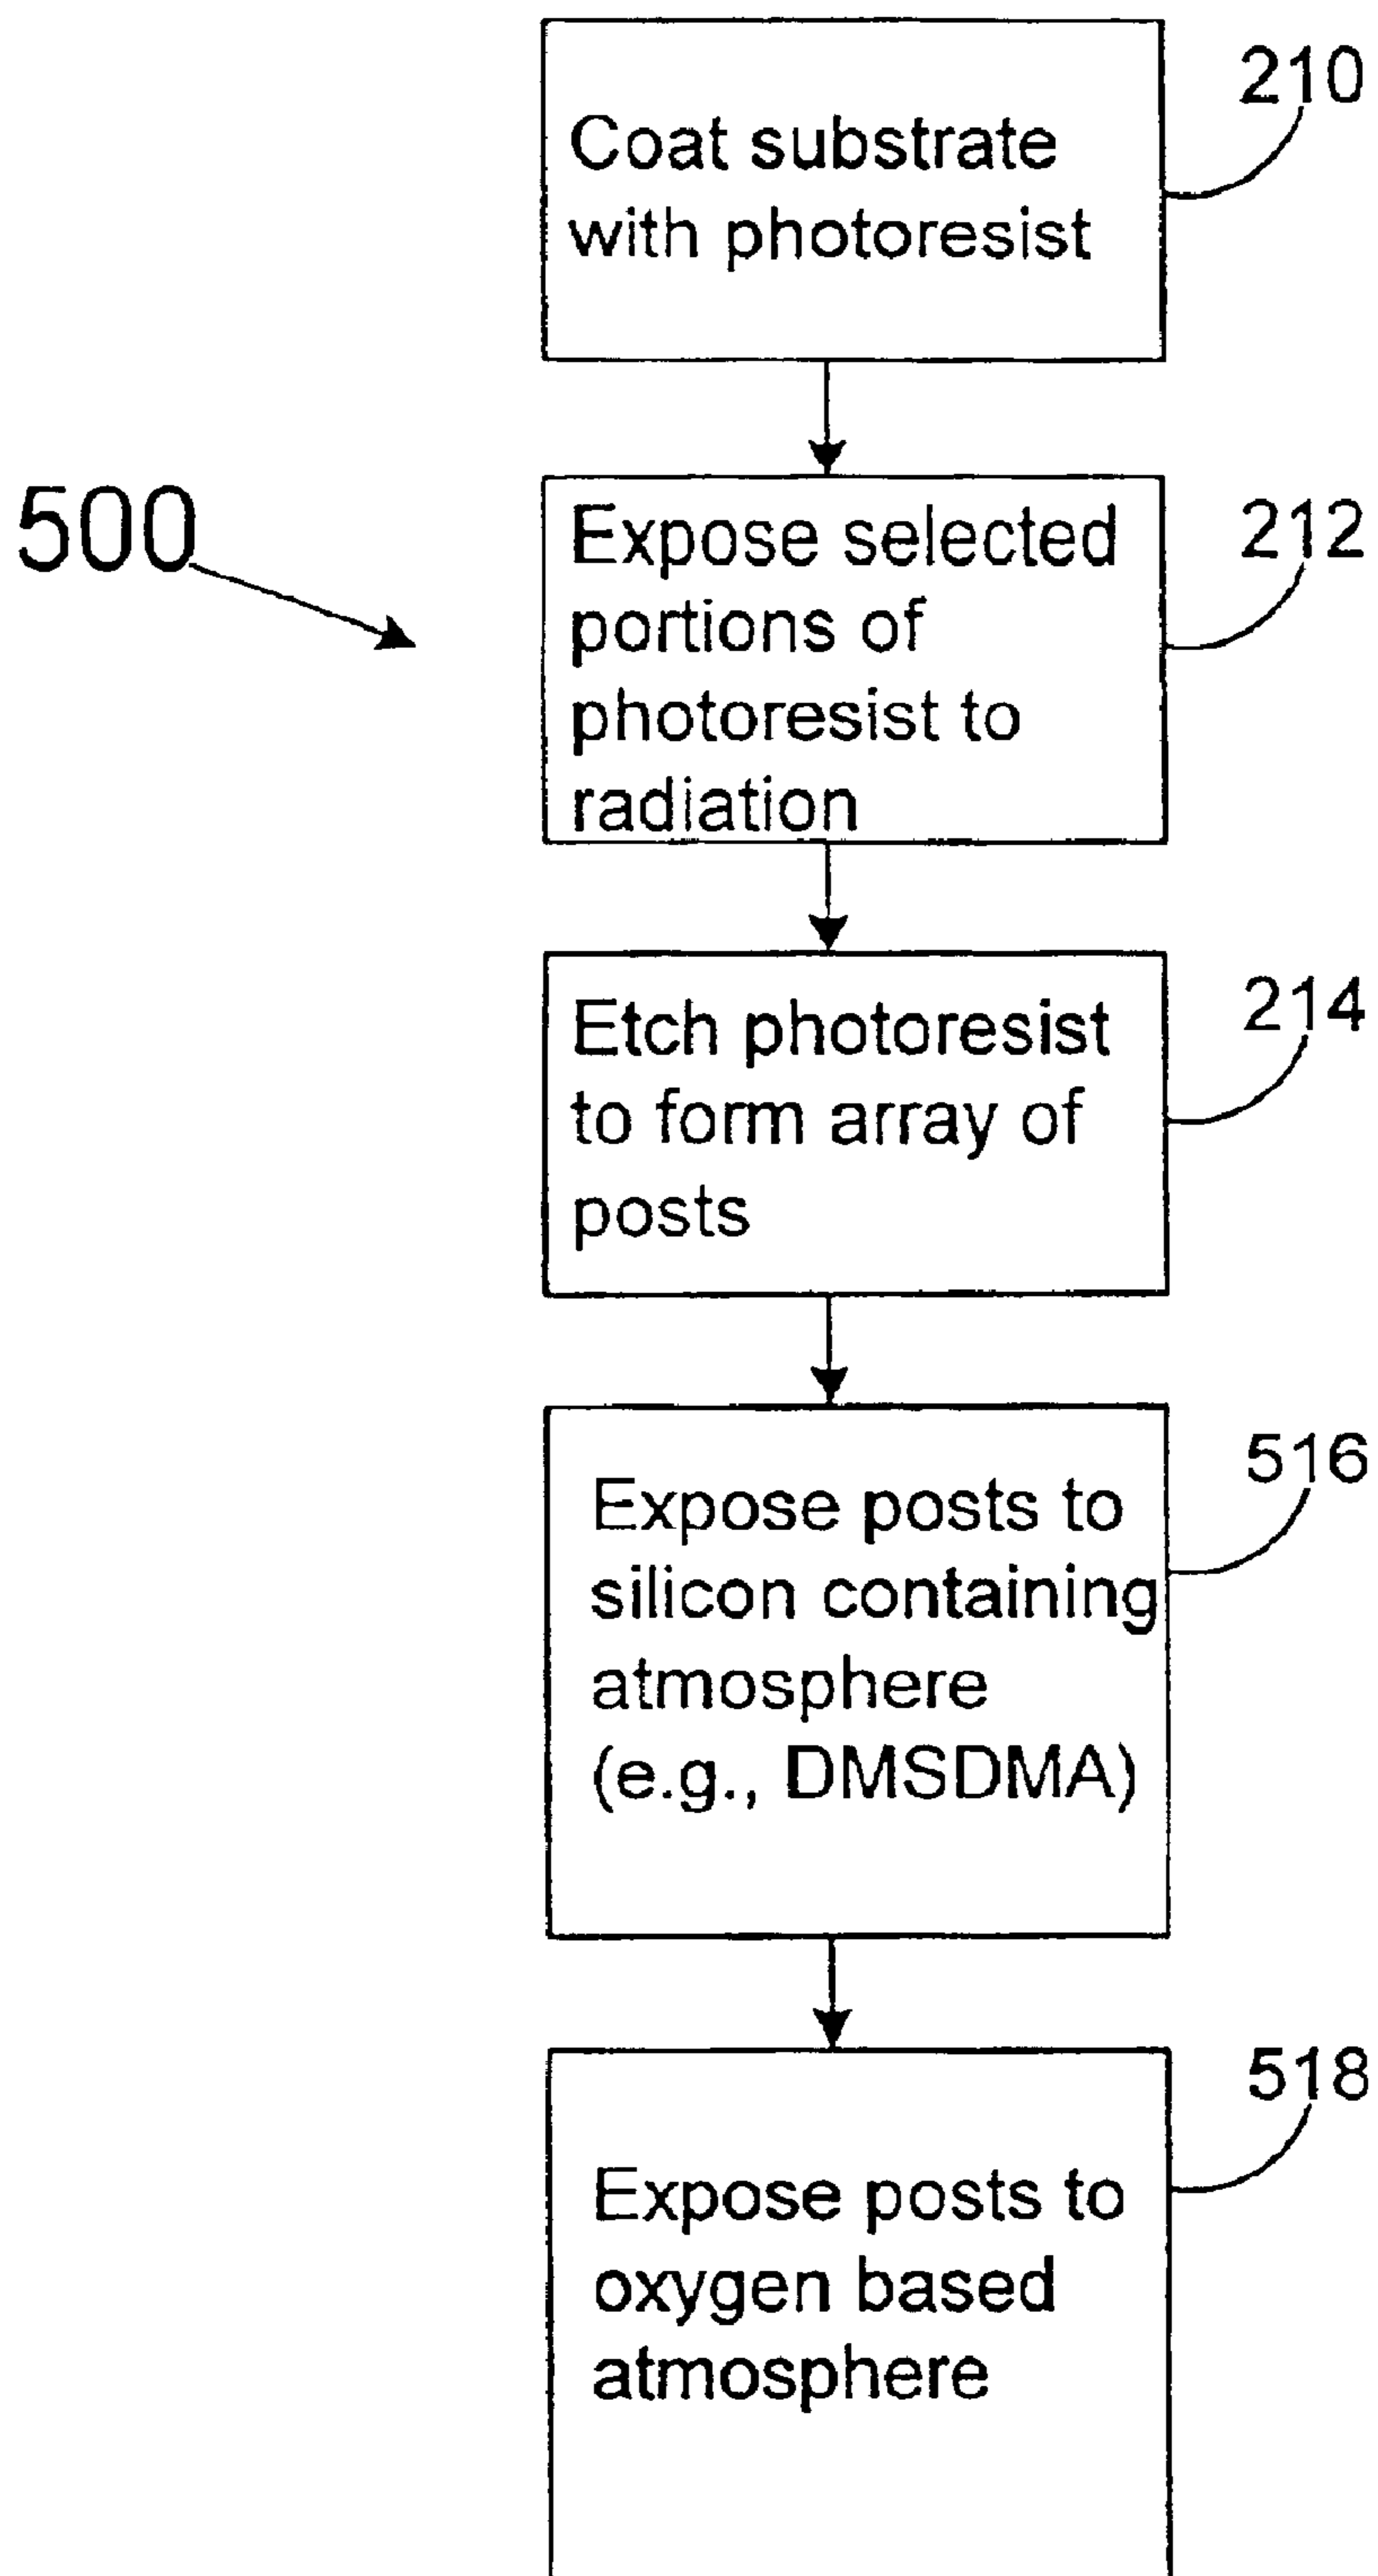 210
Coat substrate
with photoresist
500
212
Expose selected
portions of
photoresist to
radiation
214
Etch photoresist
to form array of
posts
516
Expose posts to
silicon containing
atmosphere
(e.g., DMSDMA)
518
Expose posts to
oxygen based
atmosphere